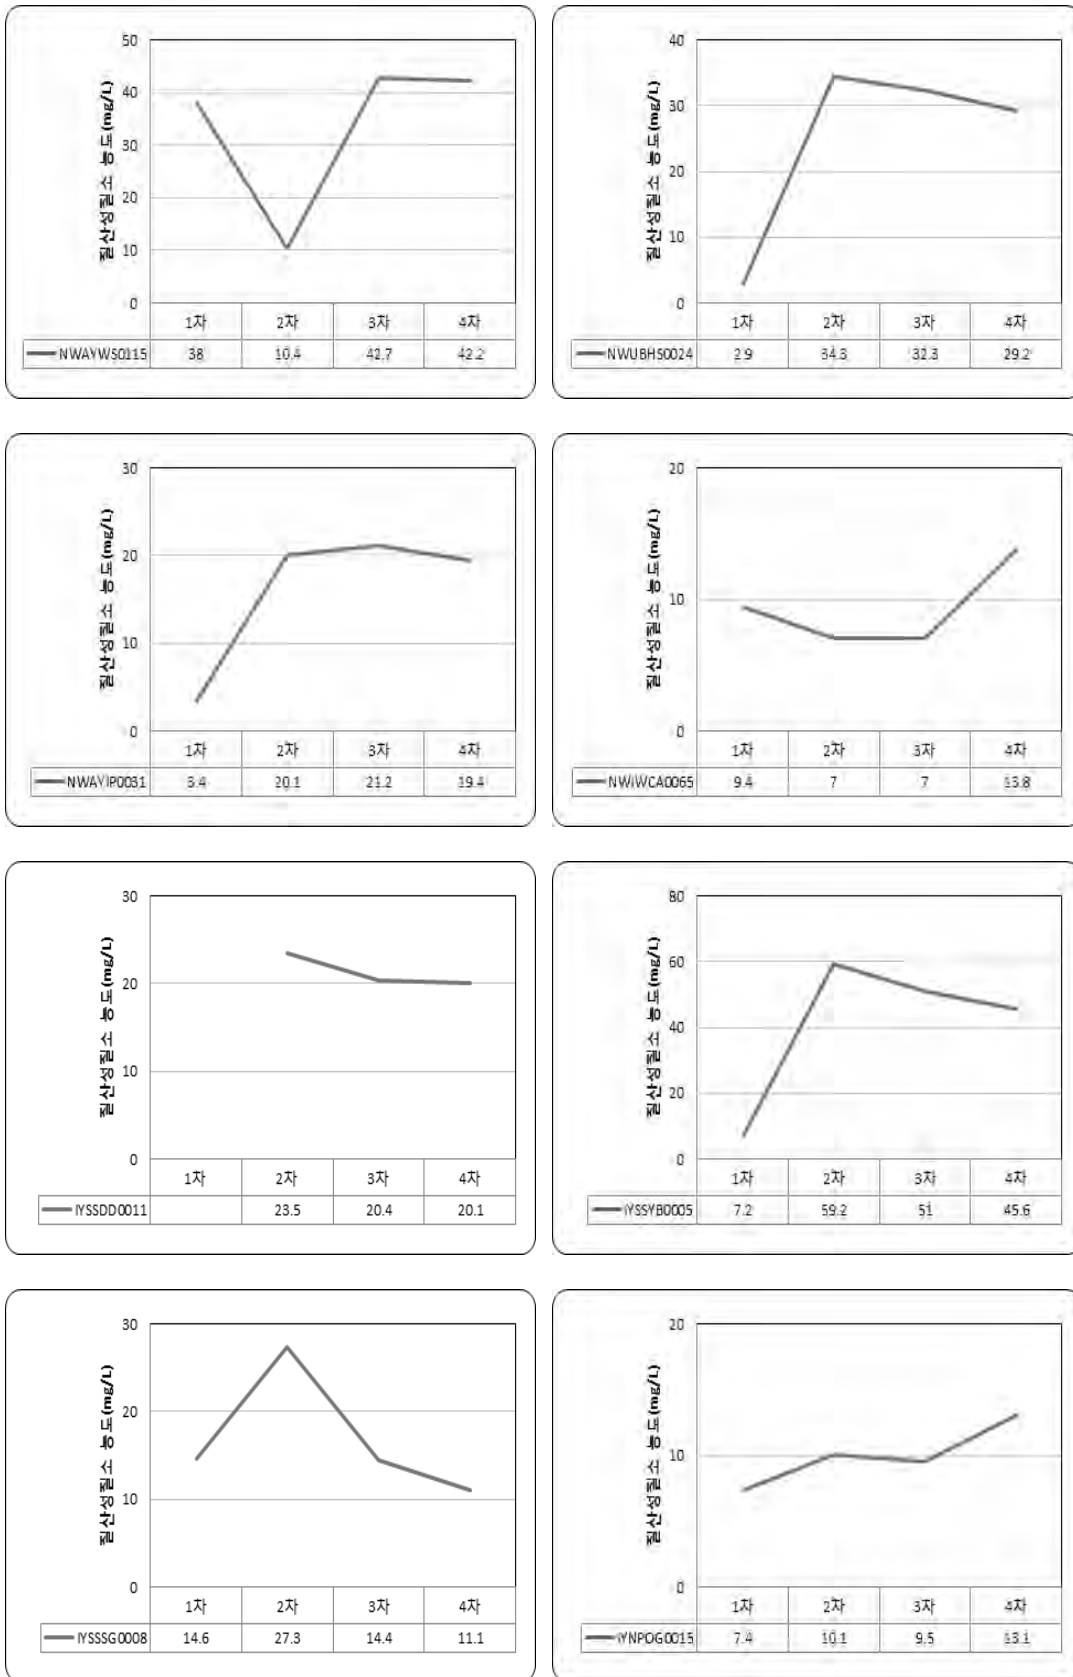 질산성질소 농도(mg/L)
50
40
30
20
10
0
1차 2차 3차 4차
NWAYWS0115 38 10.4 42.7 42.2
질산성질소 농도(mg/L)
40
30
20
10
0
1차 2차 3차 4차
NWUBHS0024 2.9 34.3 32.3 29.2
질산성질소 농도(mg/L)
30
20
10
0
1차 2차 3차 4차
NWAYIP0031 3.4 20.1 21.2 19.4
질산성질소 농도(mg/L)
20
10
0
1차 2차 3차 4차
NWIWCA0065 9.4 7 7 13.8
질산성질소 농도(mg/L)
30
20
10
0
1차 2차 3차 4차
IYSSDD0011 23.5 20.4 20.1
질산성질소 농도(mg/L)
80
60
40
20
0
1차 2차 3차 4차
IYSSYB0005 7.2 59.2 51 45.6
질산성질소 농도(mg/L)
30
20
10
0
1차 2차 3차 4차
IYSSSG0008 14.6 27.3 14.4 11.1
질산성질소 농도(mg/L)
20
10
0
1차 2차 3차 4차
IYNPOG0015 7.4 10.1 9.5 13.1